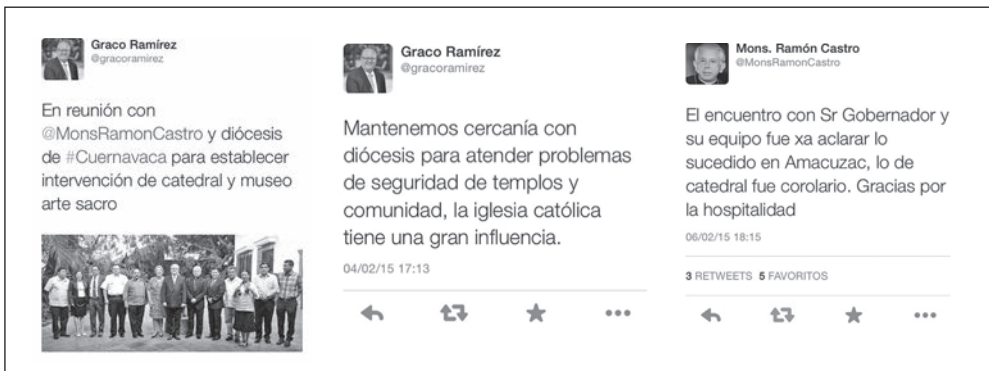 Graco Ramírez
@gracoramirez
En reunión con
@MonsRamonCastro y diócesis
de #Cuernavaca para establecer
intervención de catedral y museo
arte sacro
Graco Ramírez
@gracoramirez
Mantenemos cercanía con
diócesis para atender problemas
de seguridad de templos y
comunidad, la iglesia católica
tiene una gran influencia.
04/02/15 17:13
Mons. Ramón Castro
@MonsRamonCastro
El encuentro con Sr Gobernador y
su equipo fue xa aclarar lo
sucedido en Amacuzac, lo de
catedral fue corolario. Gracias por
la hospitalidad
06/02/15 18:15
3 RETWEETS 5 FAVORITOS